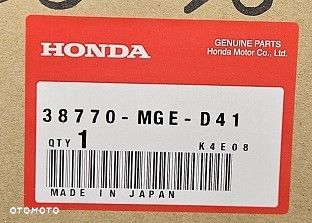 HONDA
GENUINE PARTS
Honda Motor Co., Ltd.
38770-MGE-D41
QTY 1 K4E08
MADE IN JAPAN
OTOMOTO